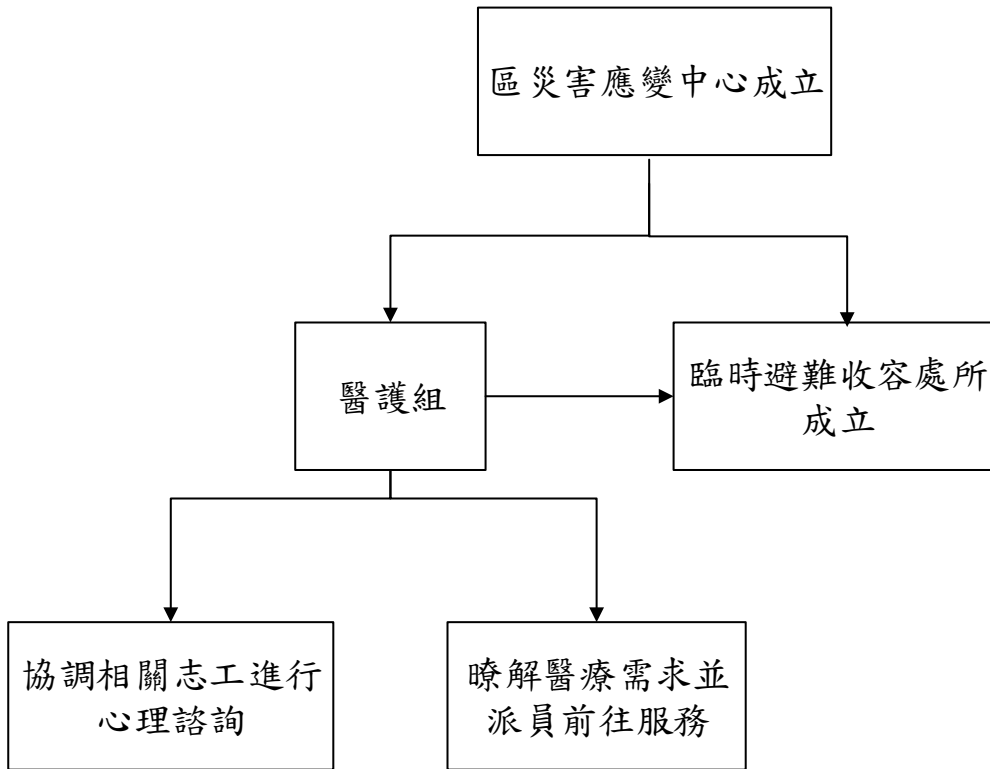 區災害應變中心成立
醫護組
臨時避難收容處所
成立
協調相關志工進行
心理諮詢
瞭解醫療需求並
派員前往服務